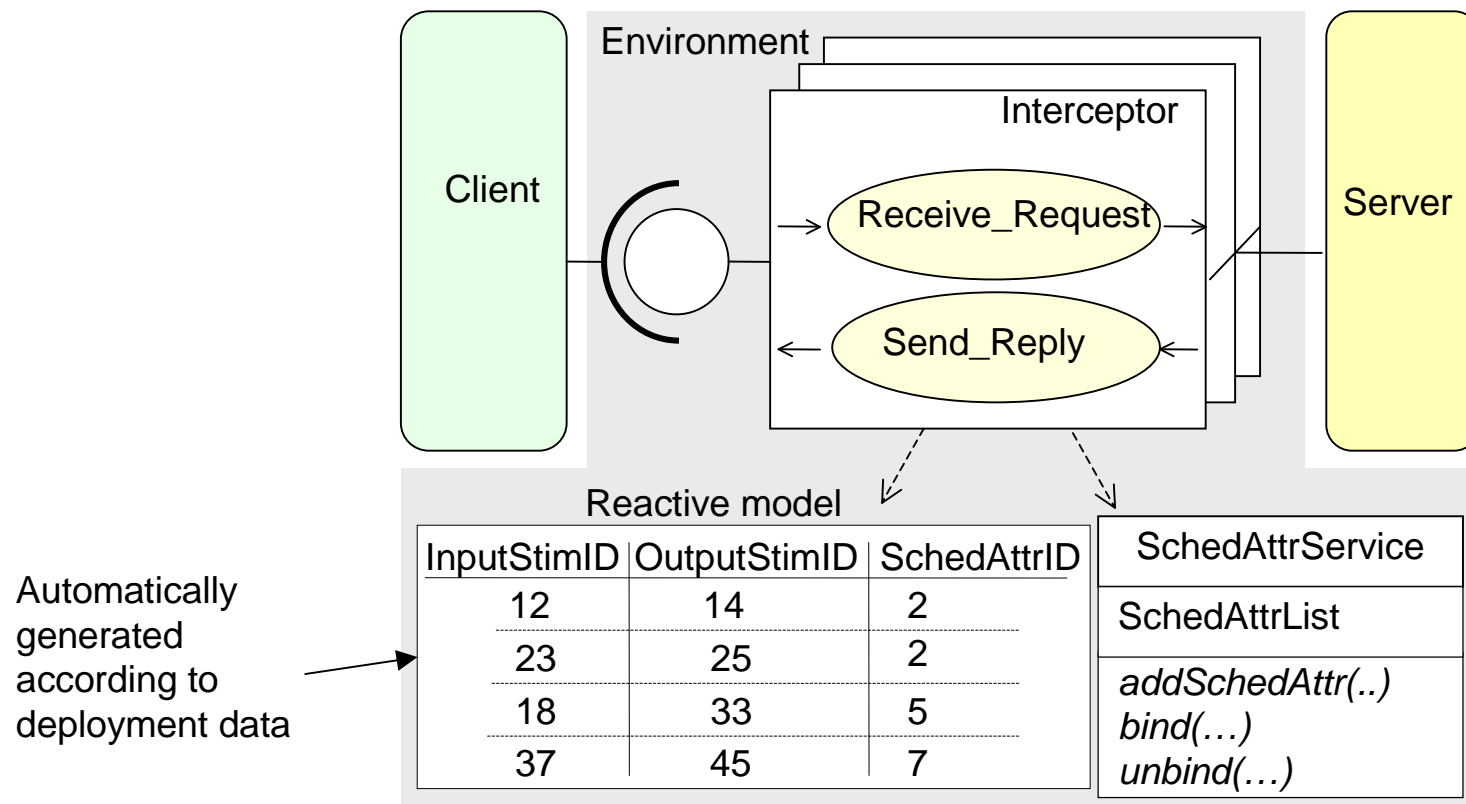 Environment
Interceptor
Client
Receive_Request
Server
Send_Reply
Reactive model
InputStimID OutputStimID SchedAttrID
12 14 2
23 25 2
18 33 5
37 45 7
SchedAttrService
SchedAttrList
addSchedAttr(..)
bind(…)
unbind(…)
Automatically
generated
according to
deployment data